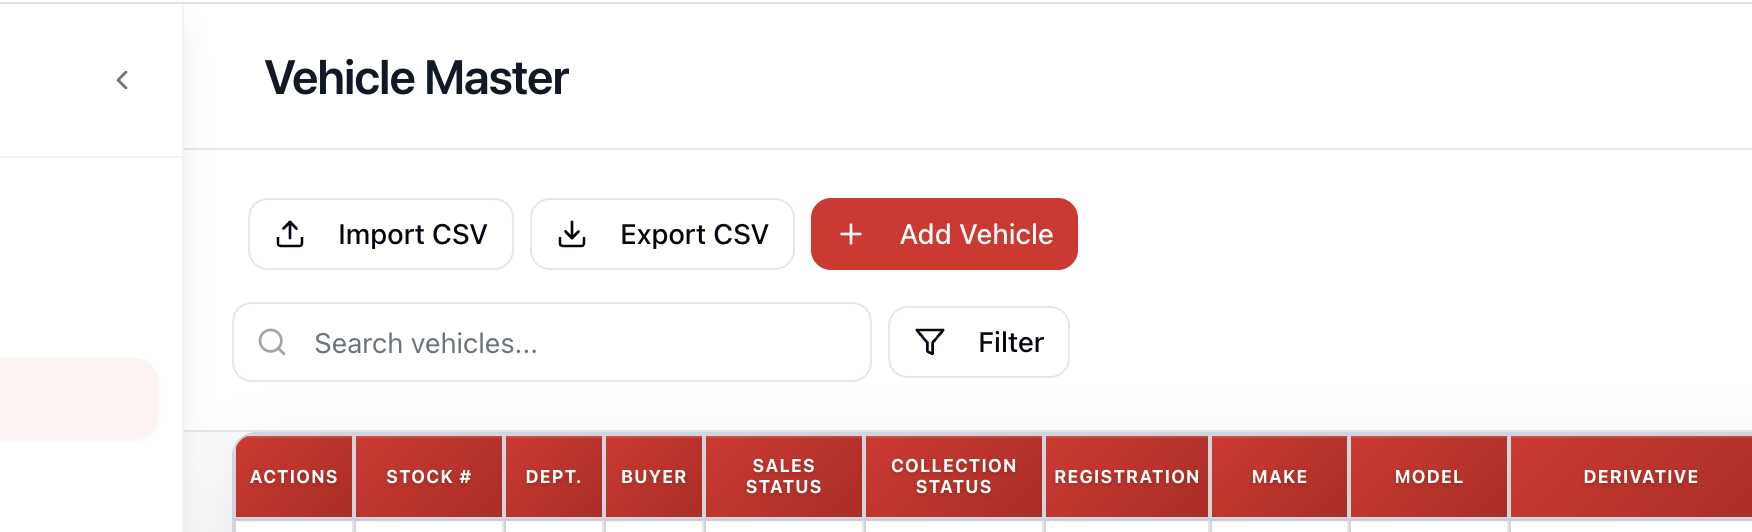 Vehicle Master
Import CSV
Export CSV
Add Vehicle
Search vehicles...
Filter
ACTIONS
STOCK #
DEPT.
BUYER
SALES
STATUS
COLLECTION
STATUS
REGISTRATION
MAKE
MODEL
DERIVATIVE